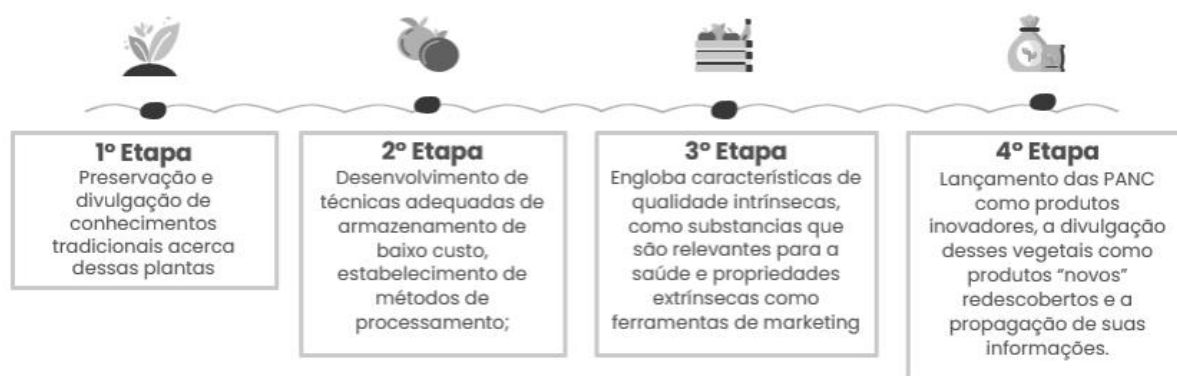 1º Etapa
Preservação e
divulgação de
conhecimentos
tradicionais acerca
dessas plantas
2º Etapa
Desenvolvimento de
técnicas adequadas de
armazenamento de
baixo custo,
estabelecimento de
métodos de
processamento;
3º Etapa
Engloba características de
qualidade intrínsecas,
como substancias que
são relevantes para a
saúde e propriedades
extrínsecas como
ferramentas de marketing
4º Etapa
Lançamento das PANC
como produtos
inovadores, a divulgação
desses vegetais como
produtos “novos”
redescobertos e a
propagação de suas
informações.